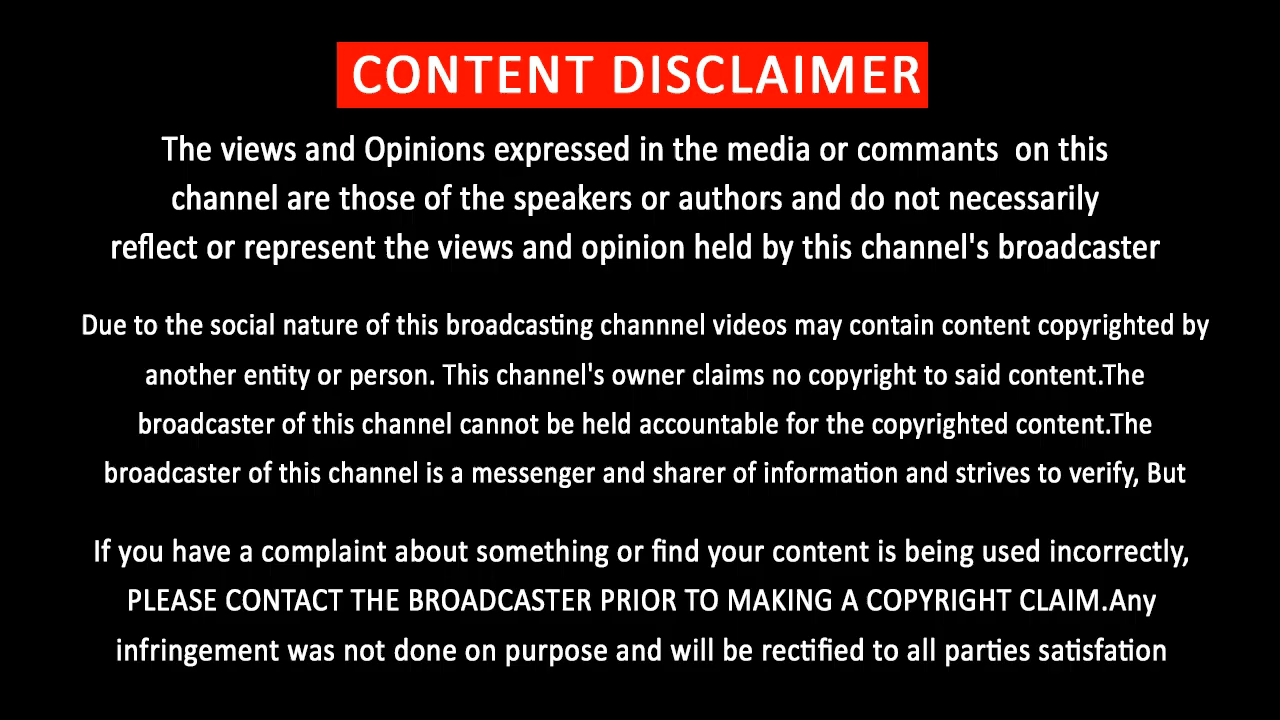 CONTENT DISCLAIMER
The views and Opinions expressed in the media or commants  on this
channel are those of the speakers or authors and do not necessarily
reflect or represent the views and opinion held by this channel's broadcaster
Due to the social nature of this broadcasting channnel videos may contain content copyrighted by
another entity or person. This channel's owner claims no copyright to said content.The
broadcaster of this channel cannot be held accountable for the copyrighted content.The
broadcaster of this channel is a messenger and sharer of information and strives to verify, But
If you have a complaint about something or find your content is being used incorrectly,
PLEASE CONTACT THE BROADCASTER PRIOR TO MAKING A COPYRIGHT CLAIM.Any
infringement was not done on purpose and will be rectified to all parties satisfation